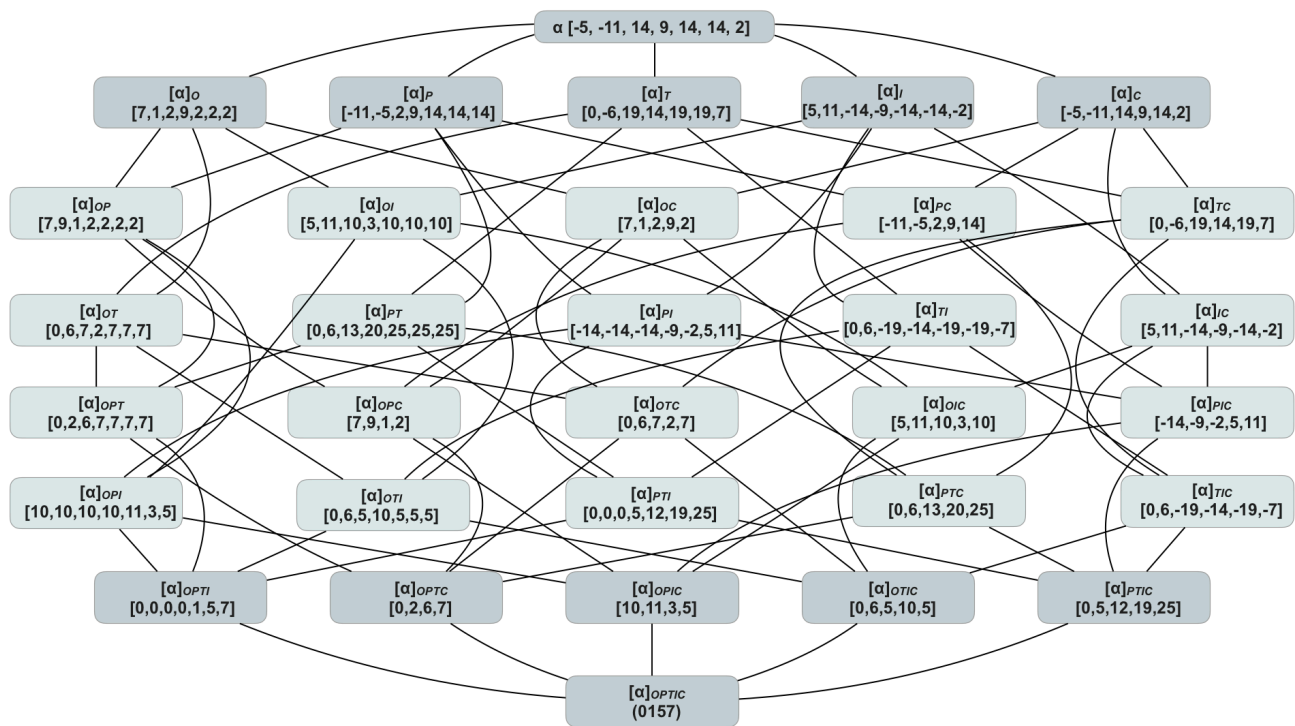 α [-5, -11, 14, 9, 14, 14, 2]
[α]O
[7,1,2,9,2,2,2]
[α]P
[-11,-5,2,9,14,14,14]
[α]T
[0,-6,19,14,19,19,7]
[α]I
[5,11,-14,-9,-14,-14,-2]
[α]C
[-5,-11,14,9,14,2]
[α]OP
[7,9,1,2,2,2,2]
[α]OI
[5,11,10,3,10,10,10]
[α]OC
[7,1,2,9,2]
[α]PC
[-11,-5,2,9,14]
[α]TC
[0,-6,19,14,19,7]
[α]OT
[0,6,7,2,7,7,7]
[α]PT
[0,6,13,20,25,25,25]
[α]PI
[-14,-14,-14,-9,-2,5,11]
[α]TI
[0,6,-19,-14,-19,-19,-7]
[α]IC
[5,11,-14,-9,-14,-2]
[α]OPT
[0,2,6,7,7,7,7]
[α]OPC
[7,9,1,2]
[α]OTC
[0,6,7,2,7]
[α]OIC
[5,11,10,3,10]
[α]PIC
[-14,-9,-2,5,11]
[α]OPI
[10,10,10,10,11,3,5]
[α]OTI
[0,6,5,10,5,5,5]
[α]PTI
[0,0,0,5,12,19,25]
[α]PTC
[0,6,13,20,25]
[α]TIC
[0,6,-19,-14,-19,-7]
[α]OPTI
[0,0,0,0,1,5,7]
[α]OPTC
[0,2,6,7]
[α]OPIC
[10,11,3,5]
[α]OTIC
[0,6,5,10,5]
[α]PTIC
[0,5,12,19,25]
[α]OPTIC
(0157)